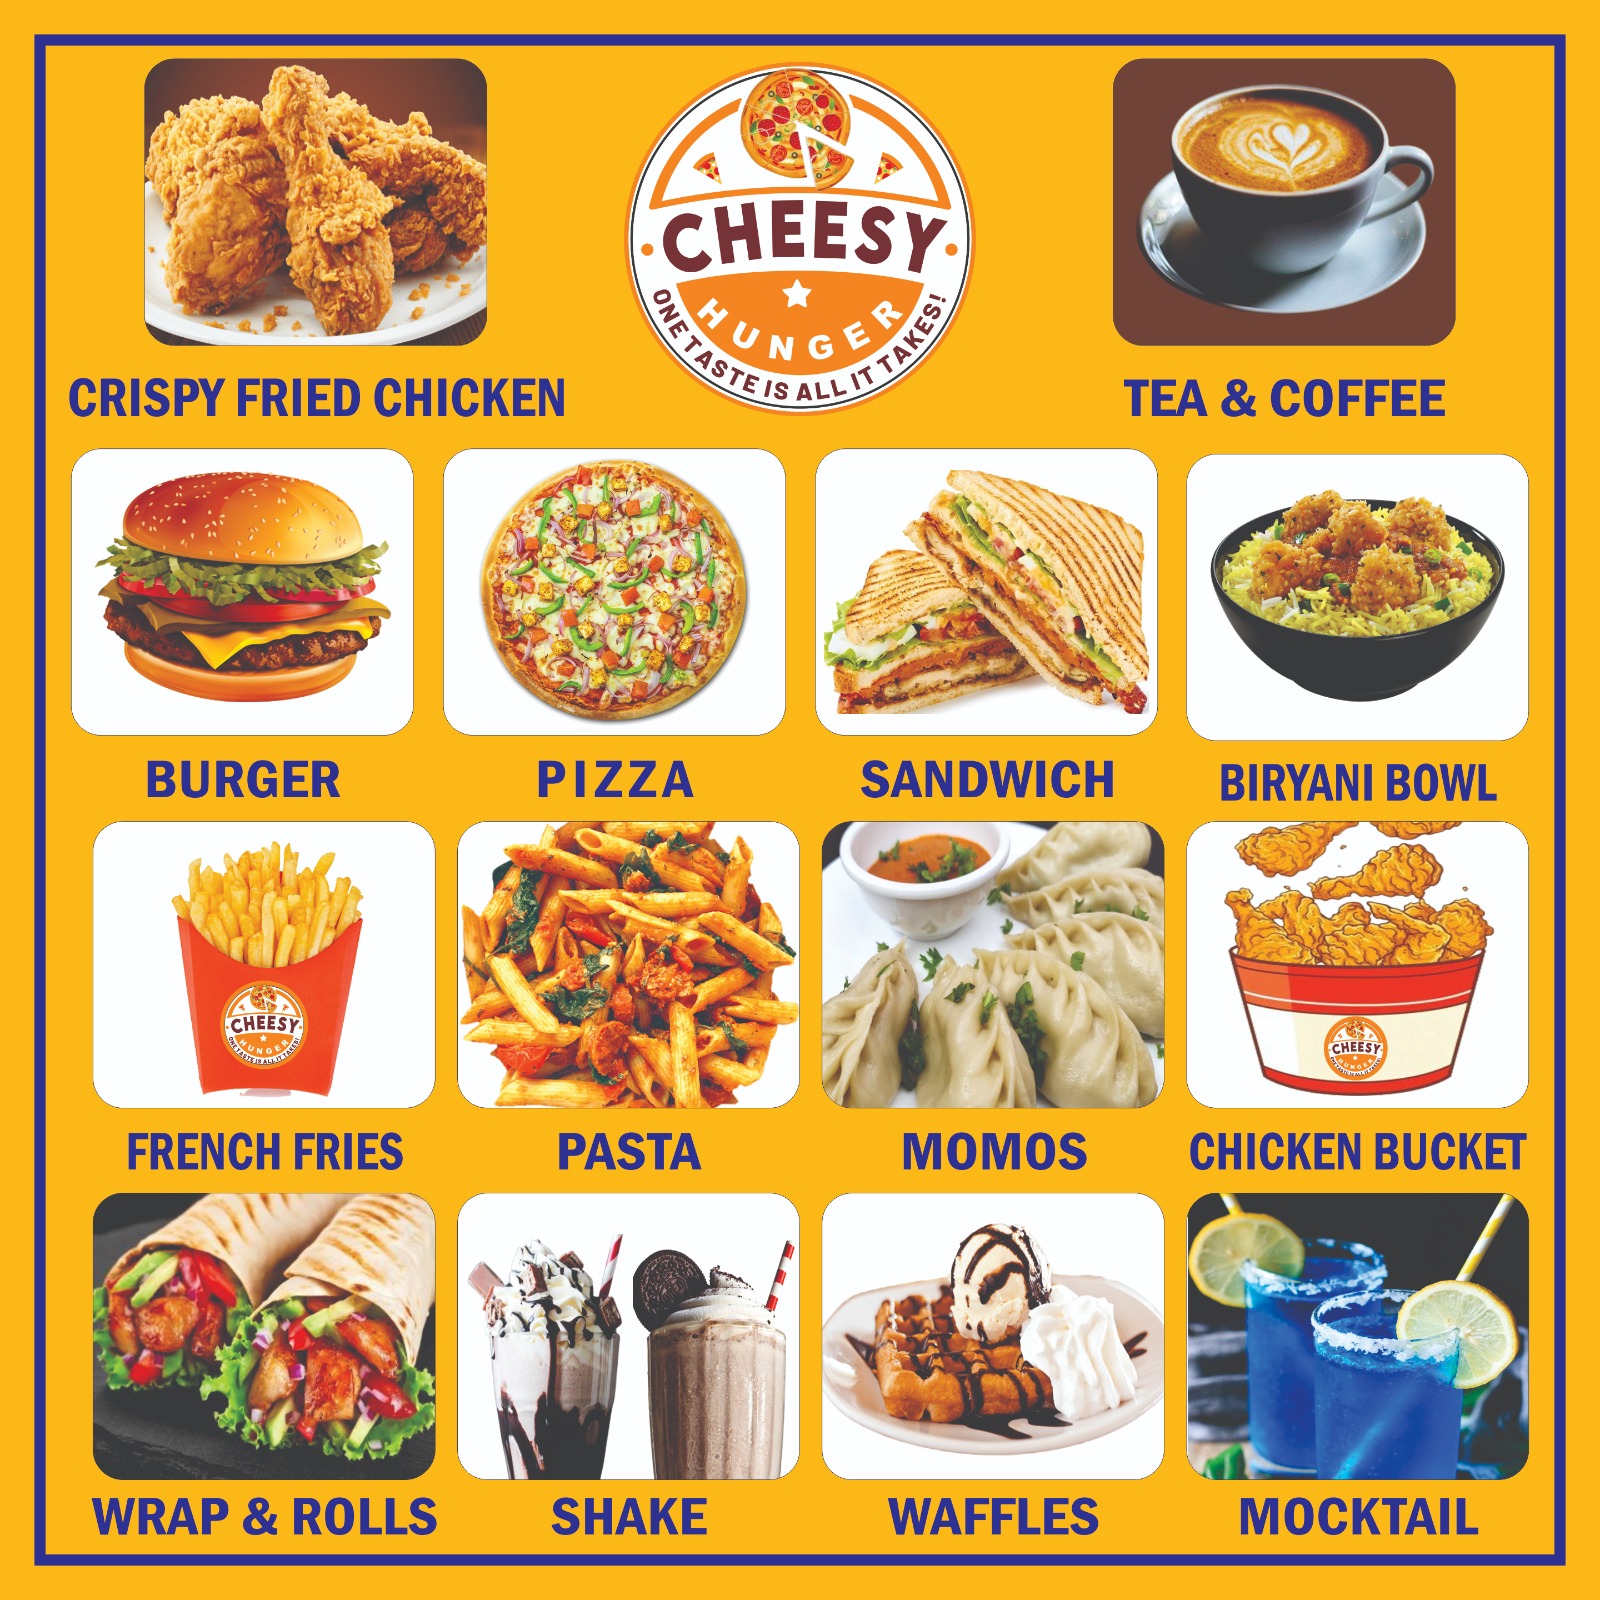 CHEESY
HUNGER
ONE TASTE IS ALL IT TAKES!
CRISPY FRIED CHICKEN
TEA & COFFEE
BURGER
PIZZA
SANDWICH
BIRYANI BOWL
CHEESY
HUNGER
ONE TASTE IS ALL IT TAKES!
CHEESY
HUNGER
FRENCH FRIES
PASTA
MOMOS
CHICKEN BUCKET
WRAP & ROLLS
SHAKE
WAFFLES
MOCKTAIL